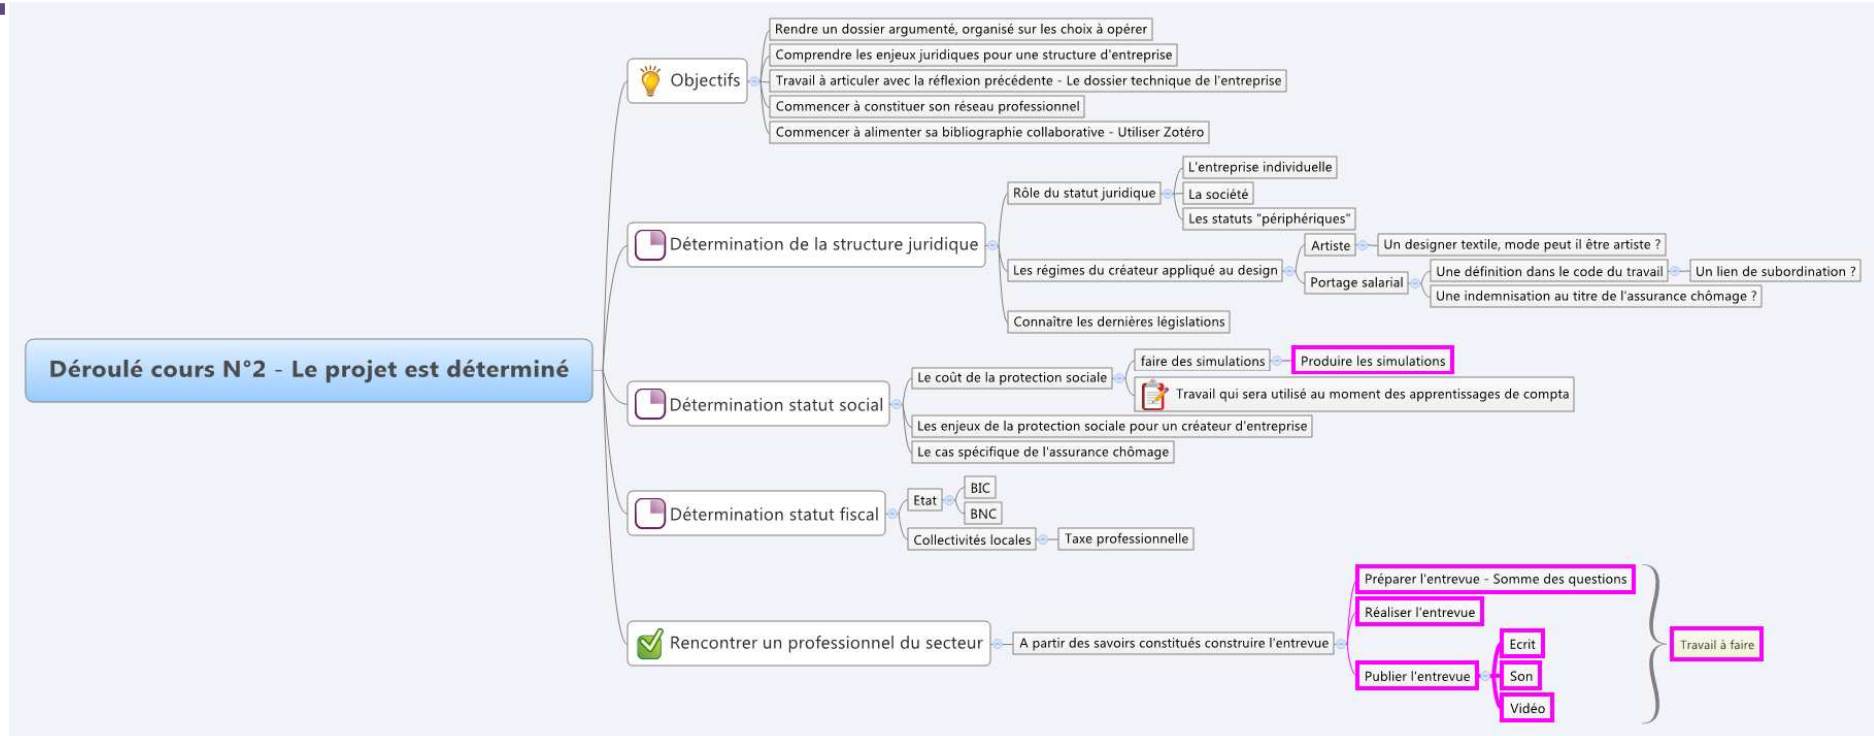 Déroulé cours N°2 - Le projet est déterminé
Objectifs
Rendre un dossier argumenté, organisé sur les choix à opérer
Comprendre les enjeux juridiques pour une structure d'entreprise
Travail à articuler avec la réflexion précédente - Le dossier technique de l'entreprise
Commencer à constituer son réseau professionnel
Commencer à alimenter sa bibliographie collaborative - Utiliser Zotéro
Détermination de la structure juridique
Rôle du statut juridique
L'entreprise individuelle
La société
Les statuts "périphériques"
Les régimes du créateur appliqué au design
Artiste
Un designer textile, mode peut il être artiste ?
Portage salarial
Une définition dans le code du travail
Un lien de subordination ?
Une indemnisation au titre de l'assurance chômage ?
Connaître les dernières législations
Détermination statut social
Le coût de la protection sociale
faire des simulations
Produire les simulations
Travail qui sera utilisé au moment des apprentissages de compta
Les enjeux de la protection sociale pour un créateur d'entreprise
Le cas spécifique de l'assurance chômage
Détermination statut fiscal
Etat
BIC
BNC
Collectivités locales
Taxe professionnelle
Rencontrer un professionnel du secteur
A partir des savoirs constitués construire l'entrevue
Préparer l'entrevue - Somme des questions
Réaliser l'entrevue
Publier l'entrevue
Ecrit
Son
Vidéo
Travail à faire